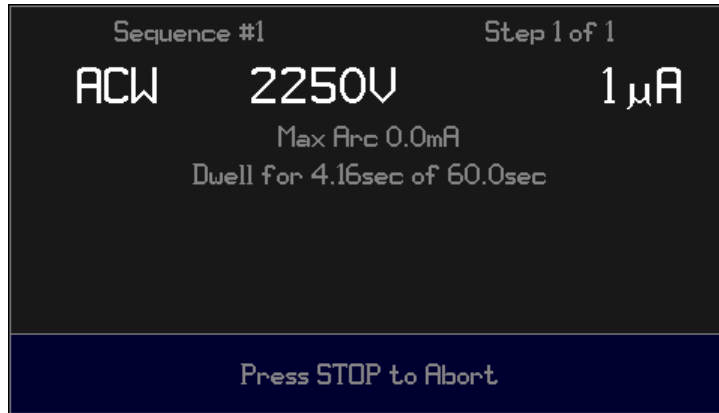 Sequence #1 Step 1 of 1
ACW 2250V 1μA
Max Arc 0.0mA
Dwell for 4.16sec of 60.0sec
Press STOP to Abort